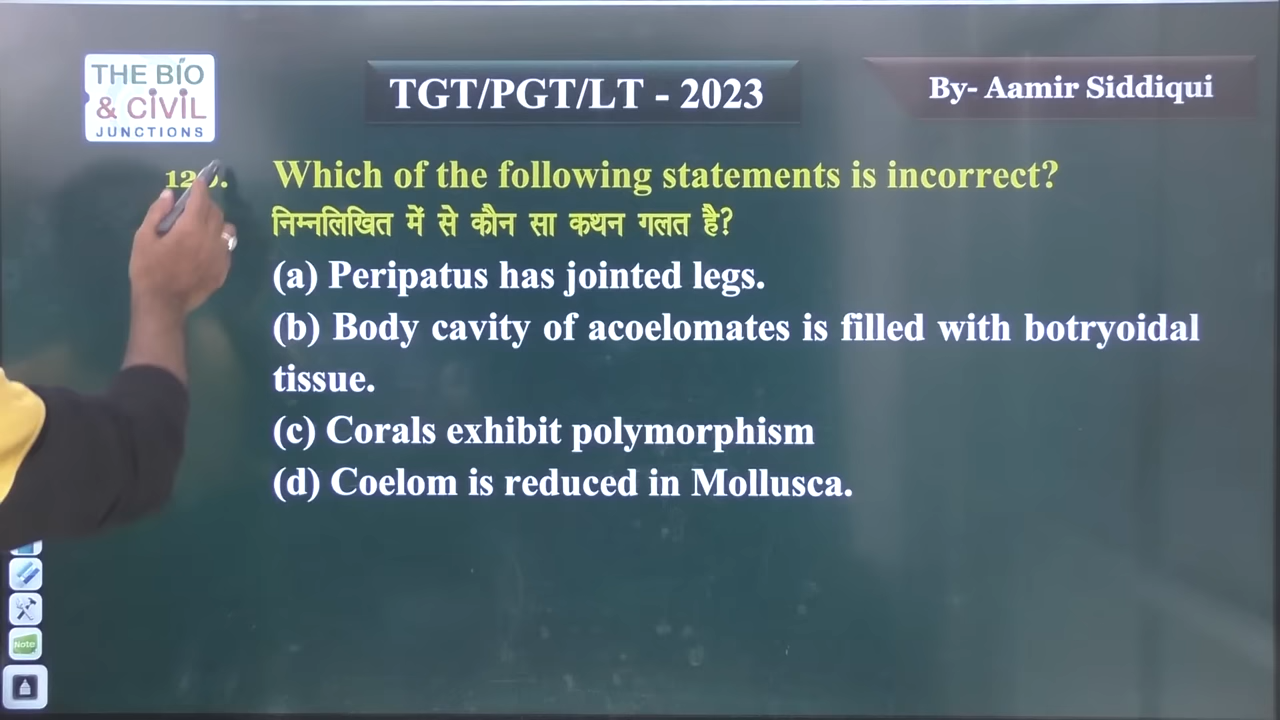 THE BIO
& CIVIL
JUNCTIONS
TGT/PGT/LT - 2023
By- Aamir Siddiqui
Which of the following statements is incorrect?
निम्नलिखित में से कौन सा कथन गलत है?
(a) Peripatus has jointed legs.
(b) Body cavity of acoelomates is filled with botryoidal
tissue.
(c) Corals exhibit polymorphism
(d) Coelom is reduced in Mollusca.
Note